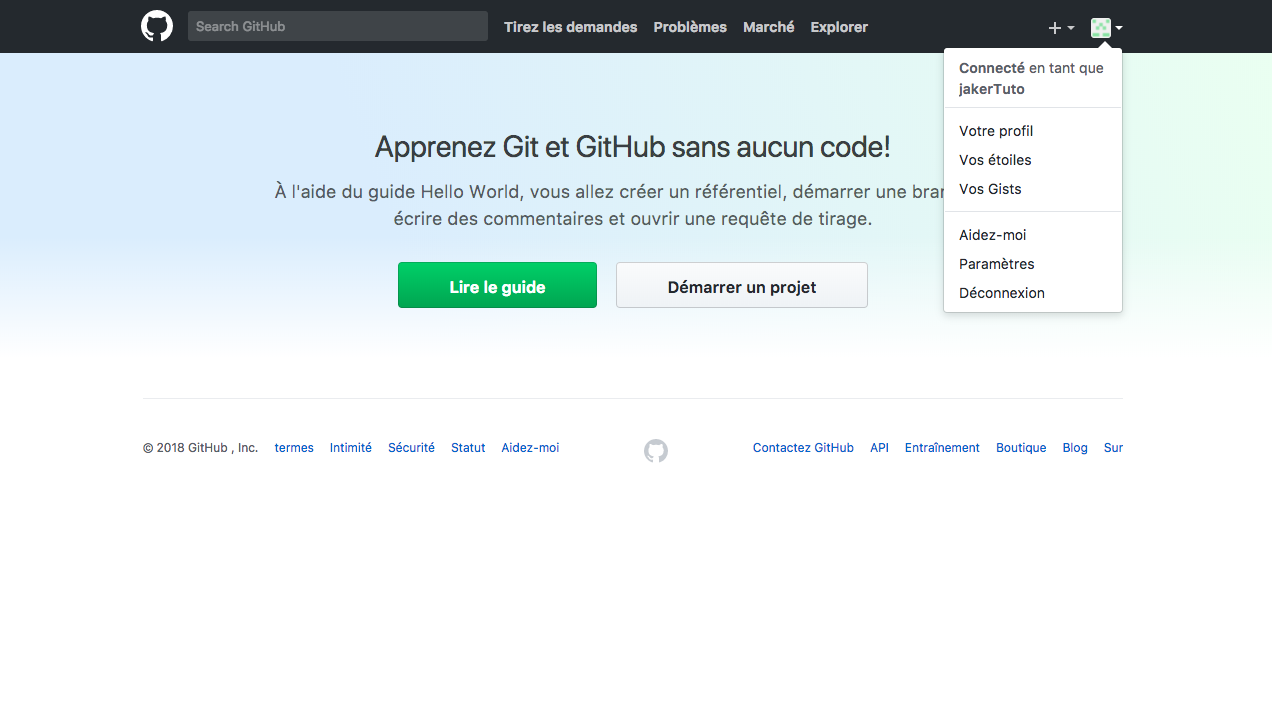 Search GitHub Tirez les demandes Problèmes Marché Explorer
Connecté en tant que
jakerTuto
Votre profil
Vos étoiles
Vos Gists
Aidez-moi
Paramètres
Déconnexion
Apprenez Git et GitHub sans aucun code!
À l'aide du guide Hello World, vous allez créer un référentiel, démarrer une
écrire des commentaires et ouvrir une requête de tirage.
Lire le guide Démarrer un projet
© 2018 GitHub , Inc. termes Intimité Sécurité Statut Aidez-moi Contactez GitHub API Entraînement Boutique Blog Sur